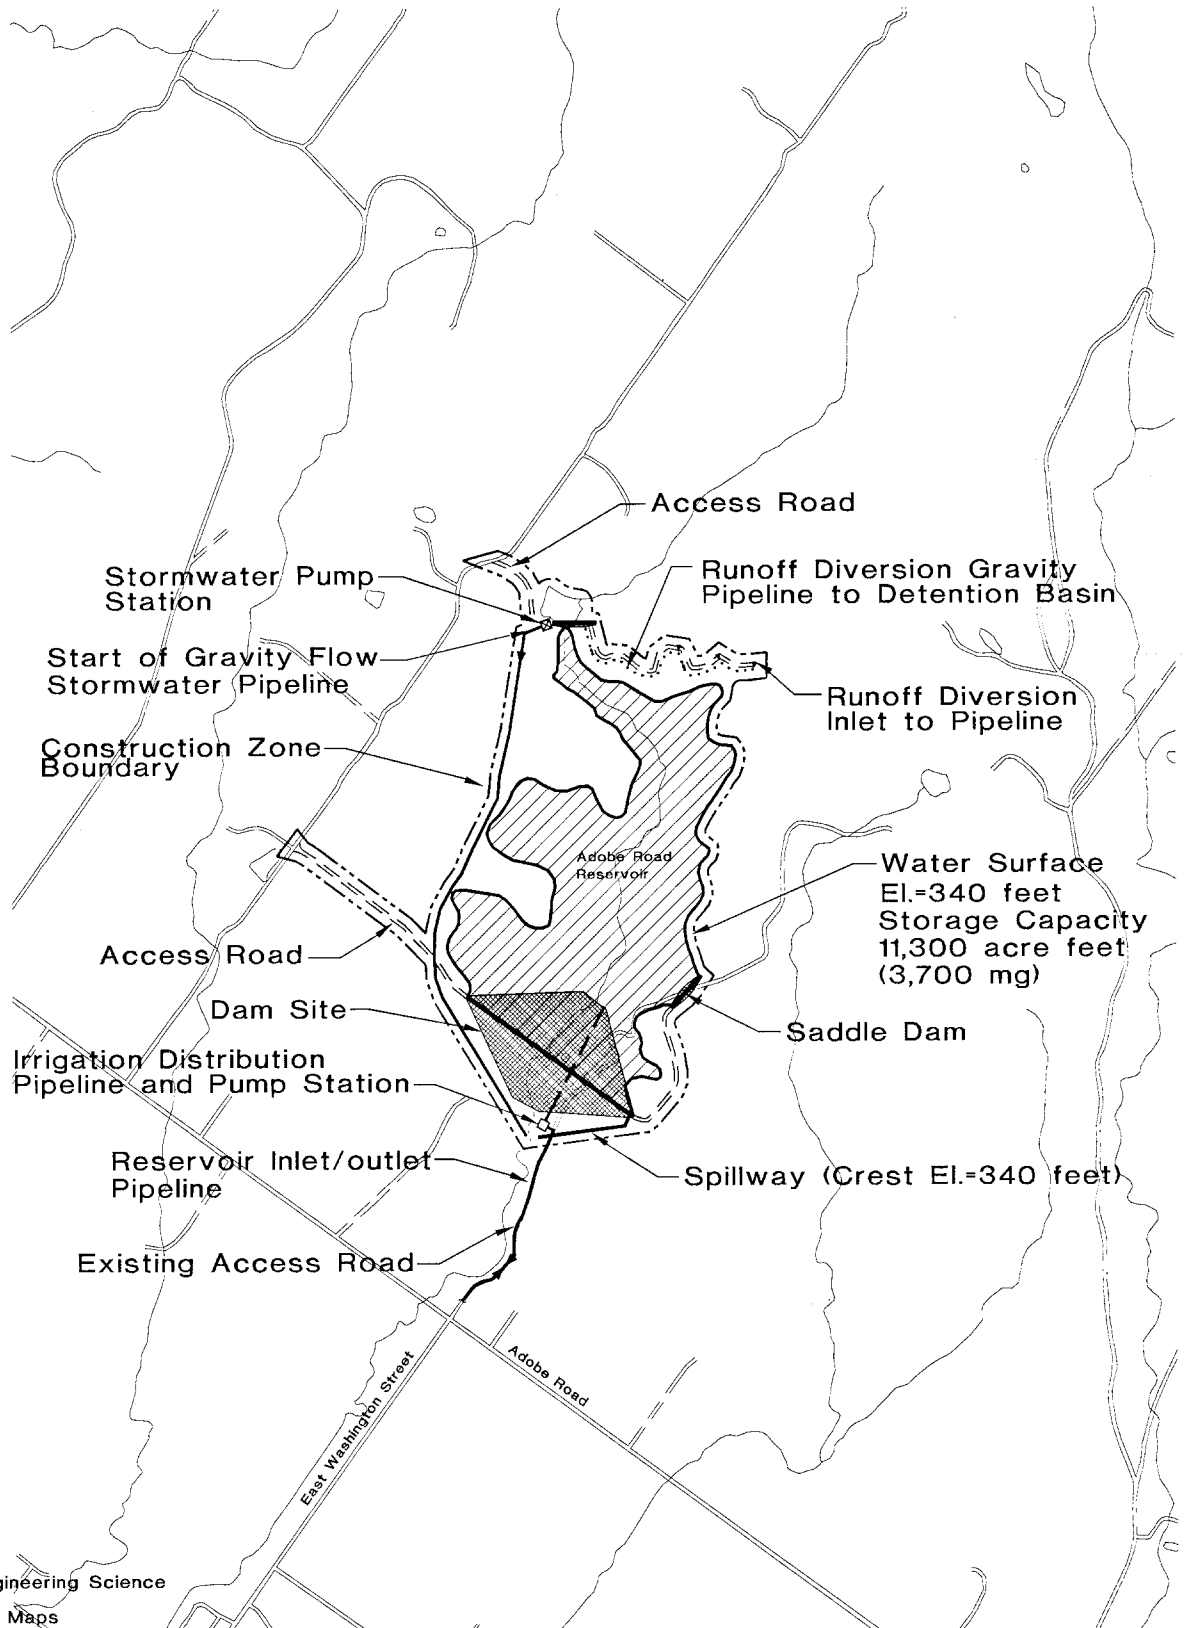 Access Road
Stormwater Pump
Station
Runoff Diversion Gravity
Pipeline to Detention Basin
Start of Gravity Flow
Stormwater Pipeline
Runoff Diversion
Inlet to Pipeline
Construction Zone
Boundary
Adobe Road
Reservoir
Water Surface
El.=340 feet
Storage Capacity
11,300 acre feet
(3,700 mg)
Access Road
Dam Site
Saddle Dam
Irrigation Distribution
Pipeline and Pump Station
Reservoir Inlet/outlet
Pipeline
Spillway (Crest El.=340 feet)
Existing Access Road
Adobe Road
East Washington Street
gineering Science
Maps